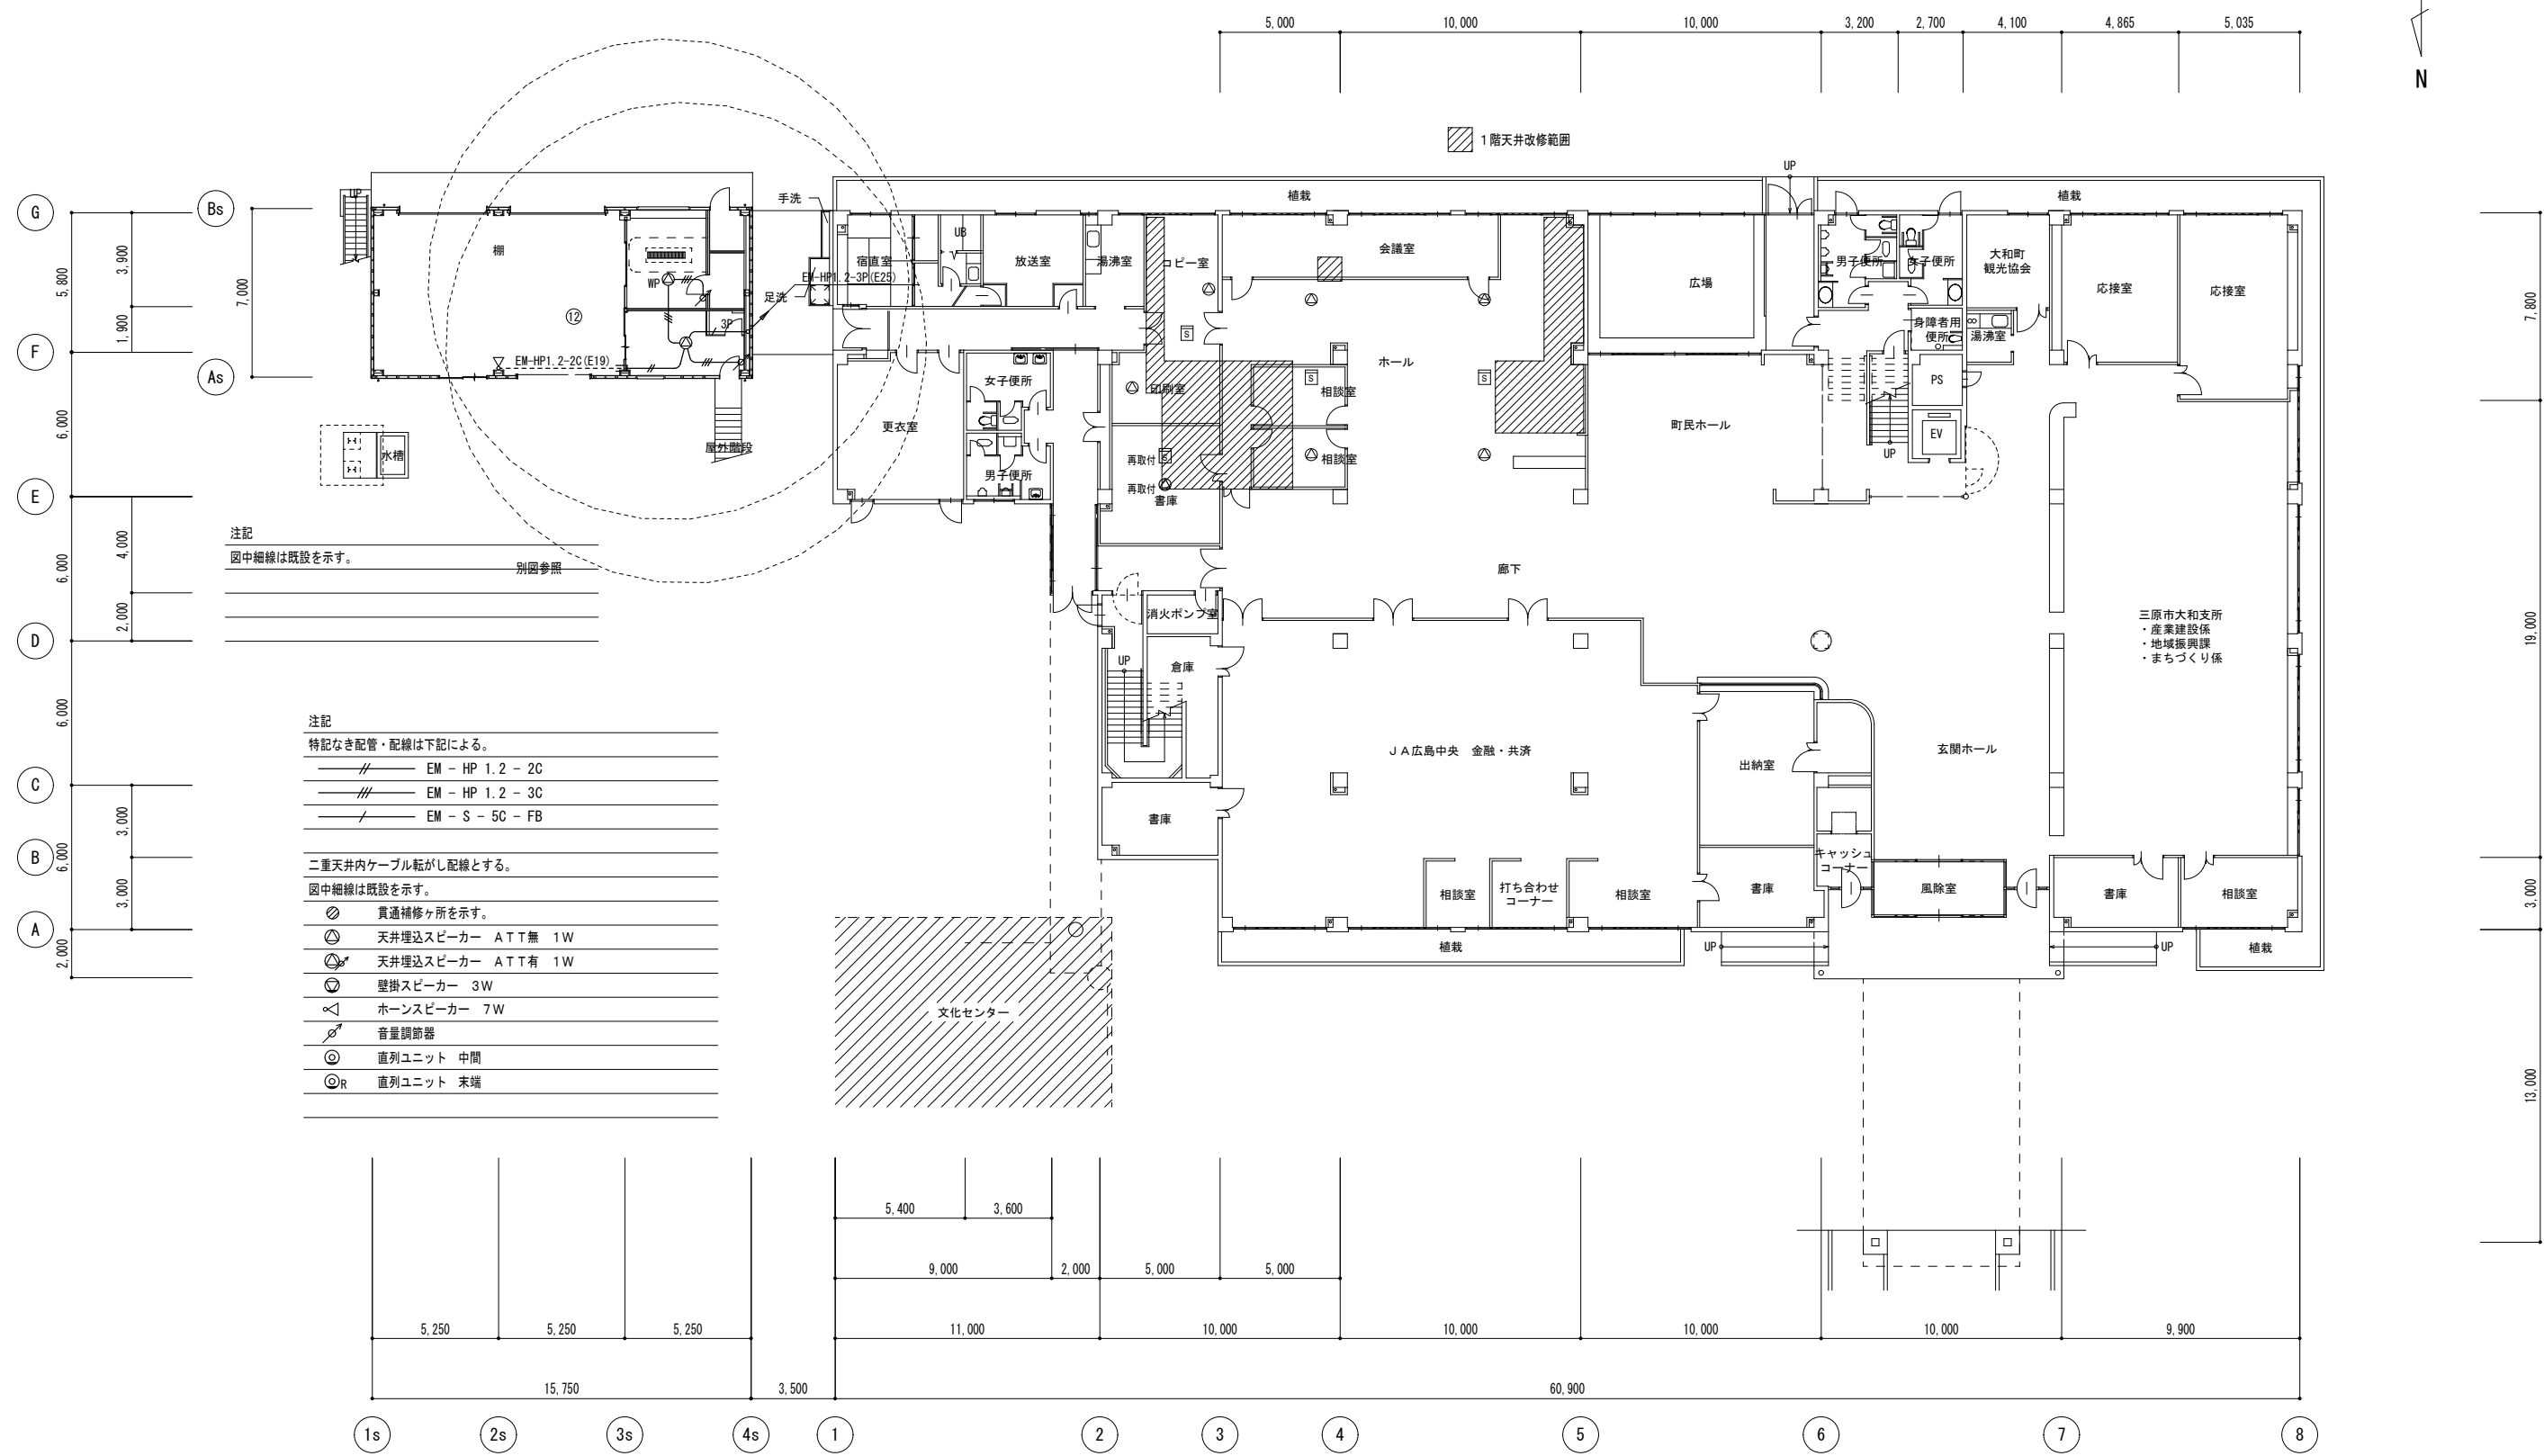 5,000
10,000
10,000
3,200
2,700
4,100
4,865
5,035
N
1階天井改修範囲
UP
植栽
植栽
G
Bs
UP
手洗
3,900
5,800
7,000
棚
UB
宿直室
放送室
湯沸室
コピー室
会議室
広場
男子便所
女子便所
大和町
観光協会
応接室
応接室
WP
EM-HP1.2-3P(E25)
足洗
7,800
12
3P
S
1,900
身障者用
便所
湯沸室
F
EM-HP1.2-2C(E19)
As
ホール
女子便所
印刷室
S
相談室
S
PS
6,000
更衣室
町民ホール
EV
水槽
屋外階段
再取付
S
相談室
UP
男子便所
再取付
書庫
E
注記
図中細線は既設を示す。
別図参照
4,000
6,000
2,000
廊下
消火ポンプ室
三原市大和支所
・産業建設係
・地域振興課
・まちづくり係
19,000
D
UP
倉庫
6,000
注記
特記なき配管・配線は下記による。
EM - HP 1.2 - 2C
EM - HP 1.2 - 3C
EM - S - 5C - FB
二重天井内ケーブル転がし配線とする。
図中細線は既設を示す。
貫通補修ヶ所を示す。
天井埋込スピーカー ATT無 1W
天井埋込スピーカー ATT有 1W
壁掛スピーカー 3W
ホーンスピーカー 7W
音量調節器
直列ユニット 中間
R 直列ユニット 末端
JA広島中央 金融・共済
出納室
玄関ホール
C
3,000
書庫
B
6,000
キャッシュ
コーナー
3,000
相談室
打ち合わせ
コーナー
相談室
書庫
風除室
書庫
相談室
3,000
A
2,000
植栽
UP
UP
植栽
文化センター
13,000
5,400
3,600
9,000
2,000
5,000
5,000
5,250
5,250
5,250
11,000
10,000
10,000
10,000
10,000
9,900
15,750
3,500
60,900
1s
2s
3s
4s
1
2
3
4
5
6
7
8